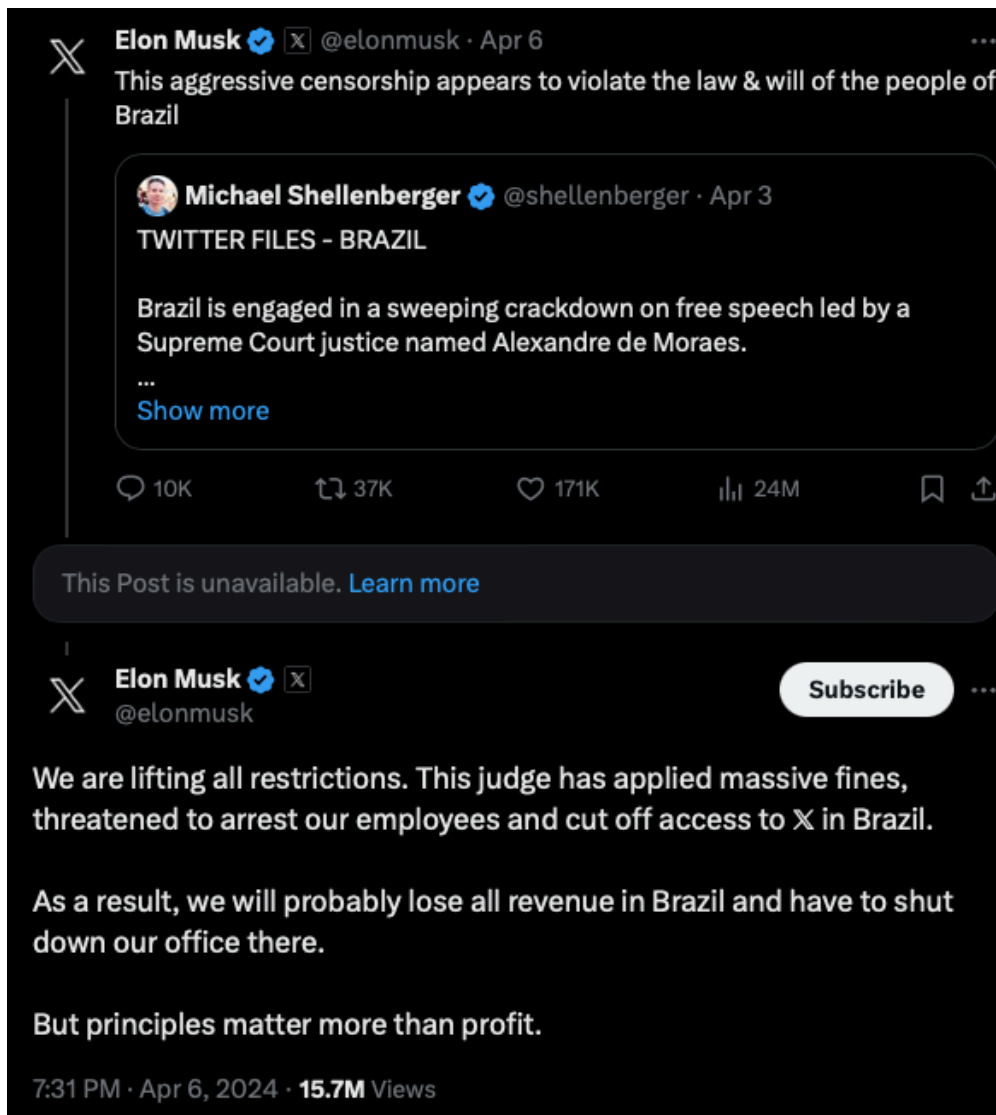 Elon Musk @elonmusk · Apr 6
This aggressive censorship appears to violate the law & will of the people of
Brazil
Michael Shellenberger @shellenberger · Apr 3
TWITTER FILES - BRAZIL
Brazil is engaged in a sweeping crackdown on free speech led by a
Supreme Court justice named Alexandre de Moraes.
...
Show more
10K 37K 171K 24M
This Post is unavailable. Learn more
Elon Musk
Subscribe
@elonmusk
We are lifting all restrictions. This judge has applied massive fines,
threatened to arrest our employees and cut off access to 𝕏 in Brazil.
As a result, we will probably lose all revenue in Brazil and have to shut
down our office there.
But principles matter more than profit.
7:31 PM · Apr 6, 2024 · 15.7M Views